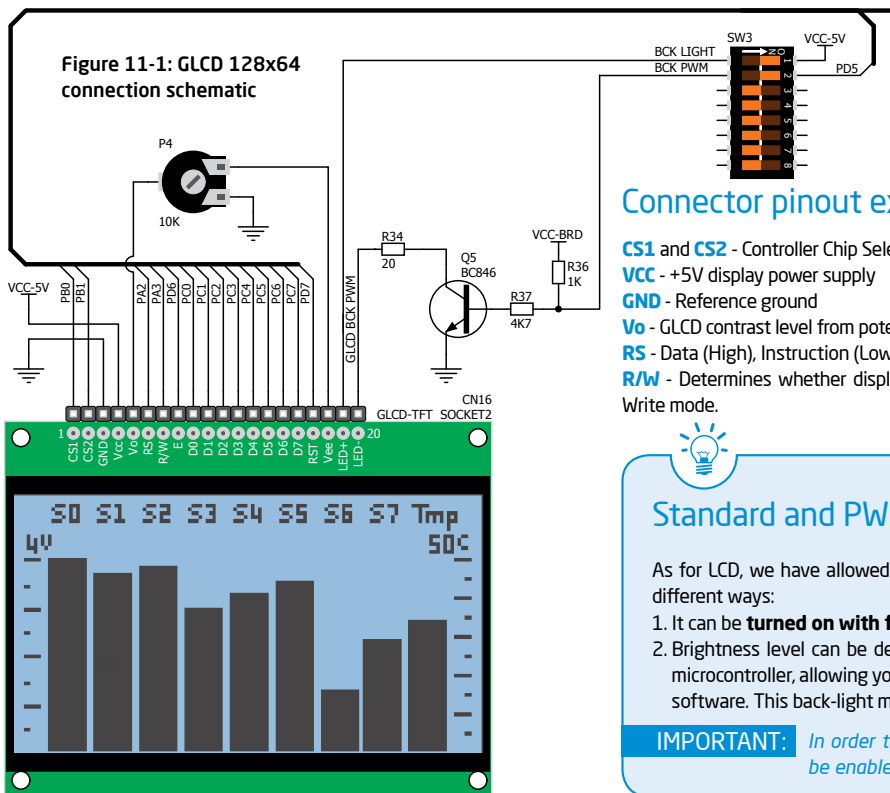 Figure 11-1: GLCD 128x64
connection schematic
SW3
ON
1
2
3
4
5
6
7
8
VCC-5V
BCK LIGHT
BCK PWM
PD5
P4
10K
R34
20
Q5
BC846
VCC-BRD
R36
1K
R37
4K7
VCC-5V
PB0
PB1
PA2
PA3
PD6
PC0
PC1
PC2
PC3
PC4
PC5
PC6
PC7
PD7
GLCD BCK PWM
CN16
GLCD-TFT SOCKET2
1
CS1
CS2
GND
Vcc
Vo
RS
R/W
E
D0
D1
D2
D3
D4
D5
D6
D7
RST
Vee
LED+
LED-
20
S0 S1 S2 S3 S4 S5 S6 S7 Tmp
4V
50C
Connector pinout ex
CS1 and CS2 - Controller Chip Sele
VCC - +5V display power supply
GND - Reference ground
Vo - GLCD contrast level from pote
RS - Data (High), Instruction (Low
R/W - Determines whether displ
Write mode.
Standard and PW
As for LCD, we have allowed
different ways:
1. It can be turned on with f
2. Brightness level can be de
microcontroller, allowing yo
software. This back-light m
IMPORTANT: In order t
be enable